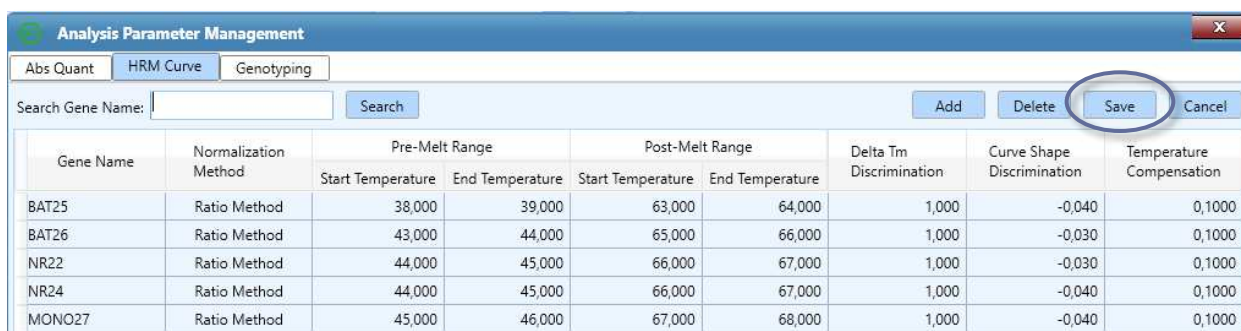 Analysis Parameter Management
X
Abs Quant HRM Curve Genotyping
Search Gene Name: Search Add Delete Save Cancel
Gene Name Normalization Method Pre-Melt Range Post-Melt Range Delta Tm Discrimination Curve Shape Discrimination Temperature Compensation
Start Temperature End Temperature Start Temperature End Temperature
BAT25 Ratio Method 38,000 39,000 63,000 64,000 1,000 -0,040 0,1000
BAT26 Ratio Method 43,000 44,000 65,000 66,000 1,000 -0,030 0,1000
NR22 Ratio Method 44,000 45,000 66,000 67,000 1,000 -0,030 0,1000
NR24 Ratio Method 44,000 45,000 66,000 67,000 1,000 -0,040 0,1000
MONO27 Ratio Method 45,000 46,000 67,000 68,000 1,000 -0,040 0,1000